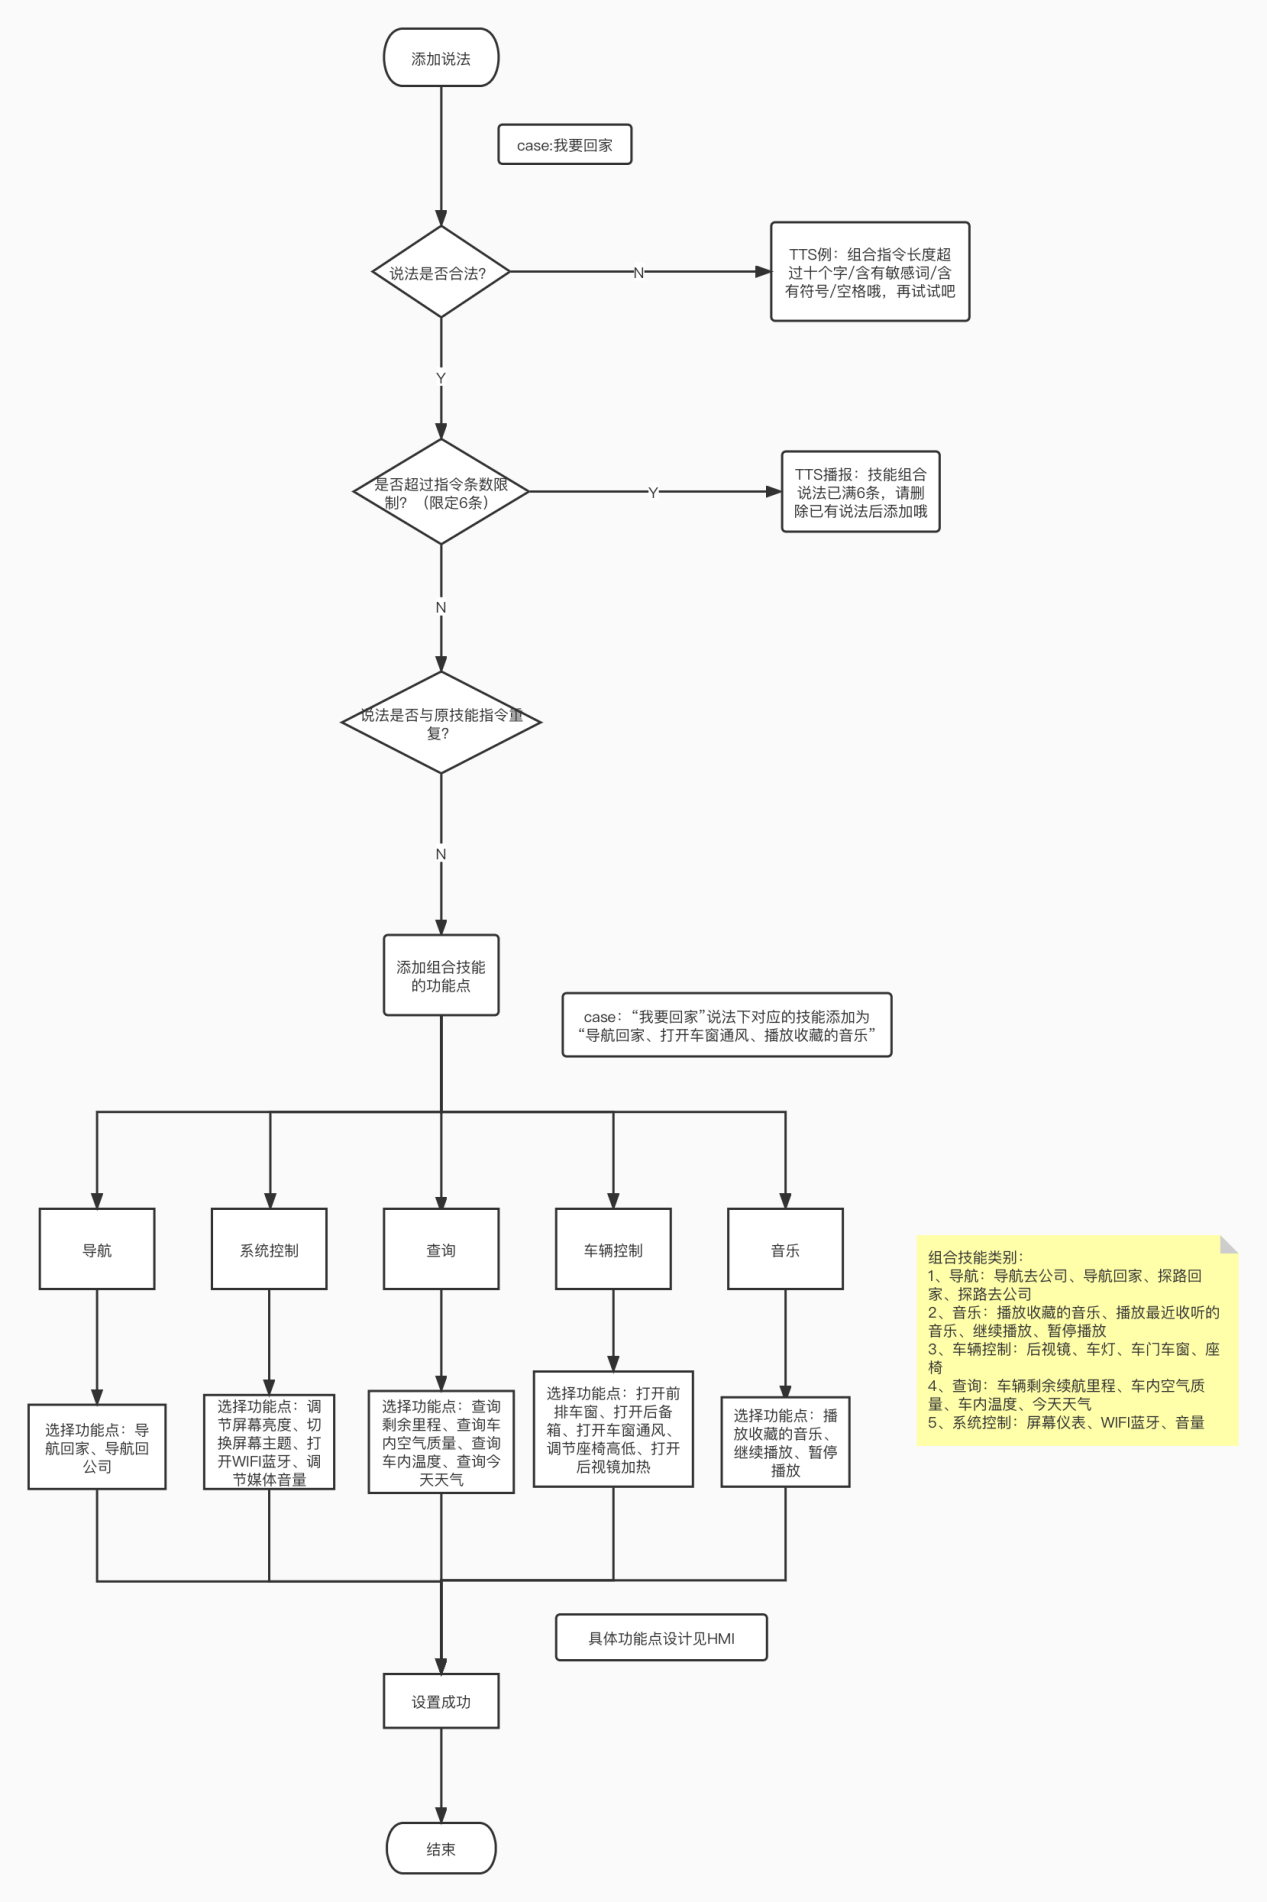 添加说法
case:我要回家
说法是否合法？
N
TTS例：组合指令长度超
过十个字/含有敏感词/含
有符号/空格哦，再试试吧
Y
是否超过指令条数限
制？（限定6条）
Y
TTS播报：技能组合
说法已满6条，请删
除已有说法后添加哦
N
说法是否与原技能指令重
复？
N
添加组合技能
的功能点
case：“我要回家”说法下对应的技能添加为
“导航回家、打开车窗通风、播放收藏的音乐”
导航
系统控制
查询
车辆控制
音乐
组合技能类别：
1、导航：导航去公司、导航回家、探路回
家、探路去公司
2、音乐：播放收藏的音乐、播放最近收听的
音乐、继续播放、暂停播放
3、车辆控制：后视镜、车灯、车门车窗、座
椅
4、查询：车辆剩余续航里程、车内空气质
量、车内温度、今天天气
5、系统控制：屏幕仪表、WIFI蓝牙、音量
选择功能点：导
航回家、导航回
公司
选择功能点：调
节屏幕亮度、切
换屏幕主题、打
开WIFI蓝牙、调
节媒体音量
选择功能点：查询
剩余里程、查询车
内空气质量、查询
车内温度、查询今
天天气
选择功能点：打开前
排车窗、打开后备
箱、打开车窗通风、
调节座椅高低、打开
后视镜加热
选择功能点：播
放收藏的音乐、
继续播放、暂停
播放
具体功能点设计见HMI
设置成功
结束